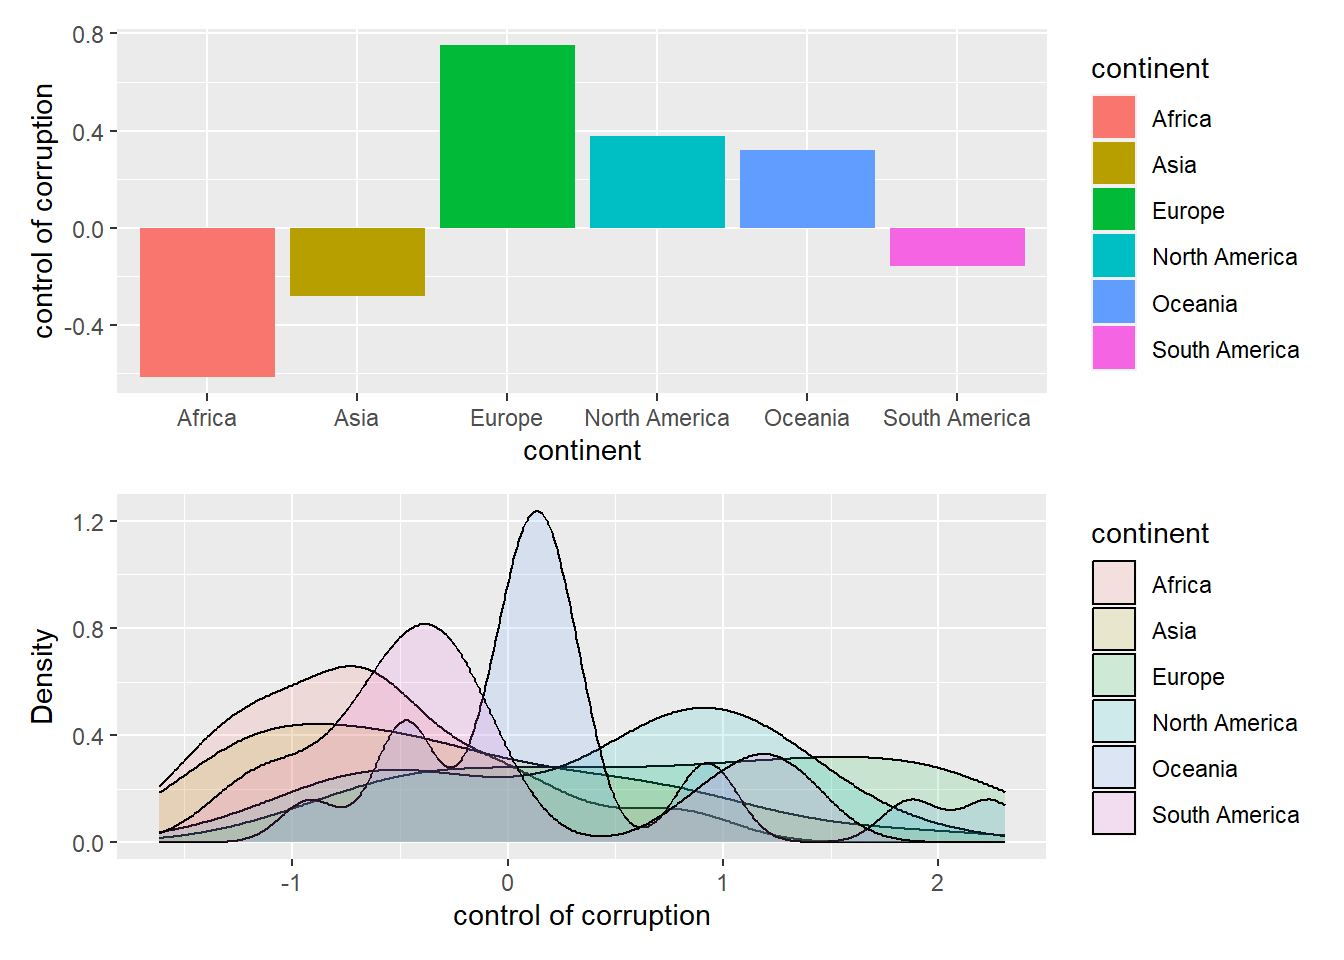 0.8
0.4
0.0
-0.4
control of corruption
Africa
Asia
Europe
North America
Oceania
South America
continent
continent
Africa
Asia
Europe
North America
Oceania
South America
1.2
0.8
0.4
0.0
Density
-1
0
1
2
control of corruption
continent
Africa
Asia
Europe
North America
Oceania
South America